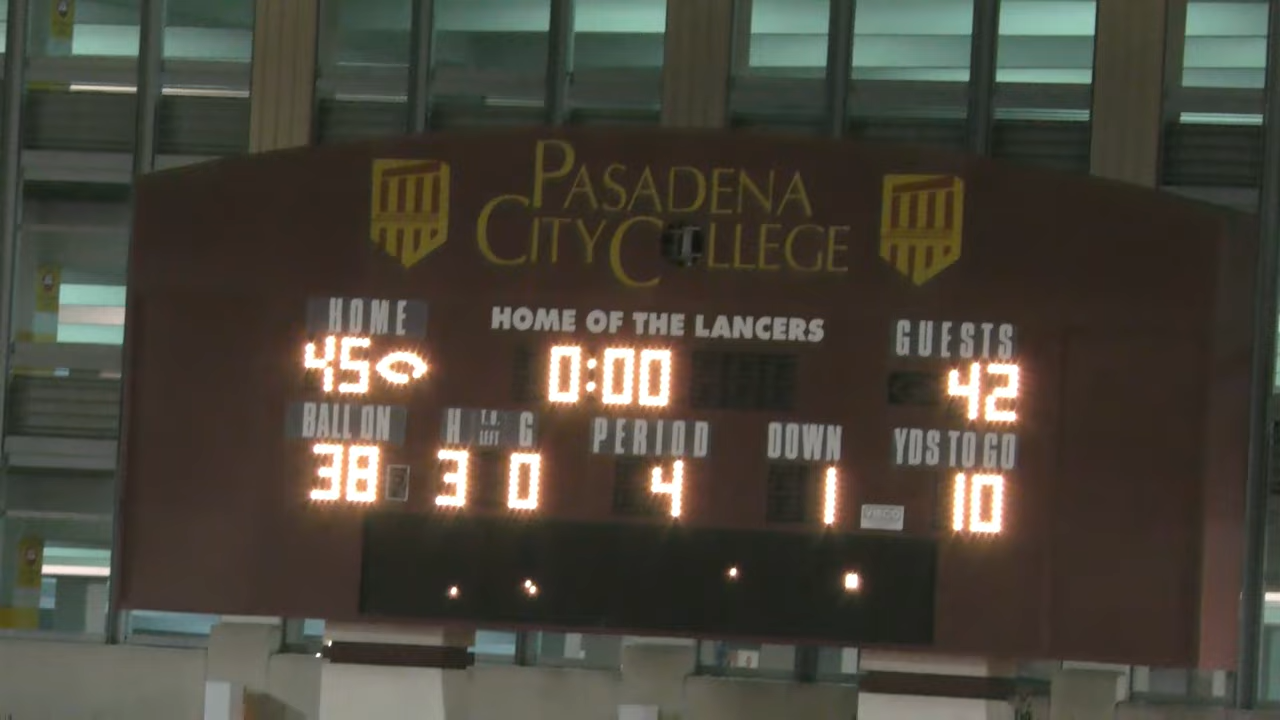 PASADENA
CITY COLLEGE
HOME
HOME OF THE LANCERS
GUESTS
45
0:00
42
BALL ON
H T.O. LEFT G
PERIOD
DOWN
YDS TO GO
38
3
0
4
1
10
VIRCO